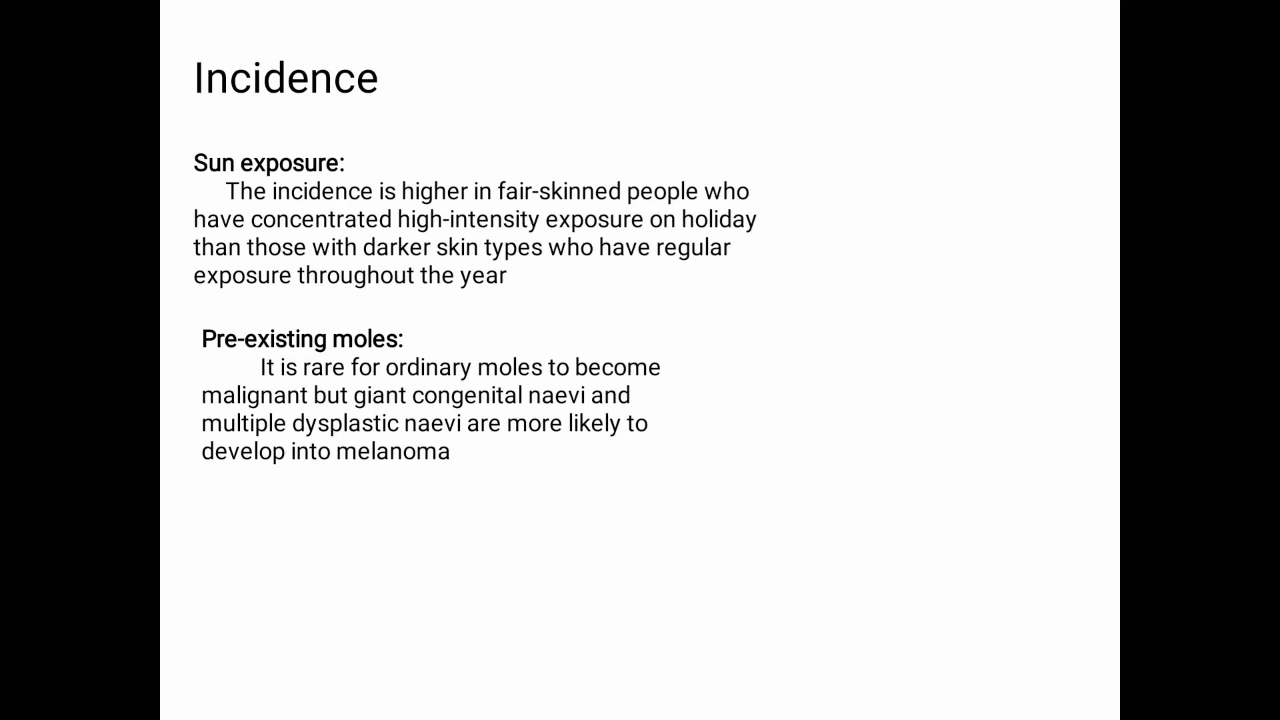 Incidence
Sun exposure:
The incidence is higher in fair-skinned people who
have concentrated high-intensity exposure on holiday
than those with darker skin types who have regular
exposure throughout the year
Pre-existing moles:
It is rare for ordinary moles to become
malignant but giant congenital naevi and
multiple dysplastic naevi are more likely to
develop into melanoma